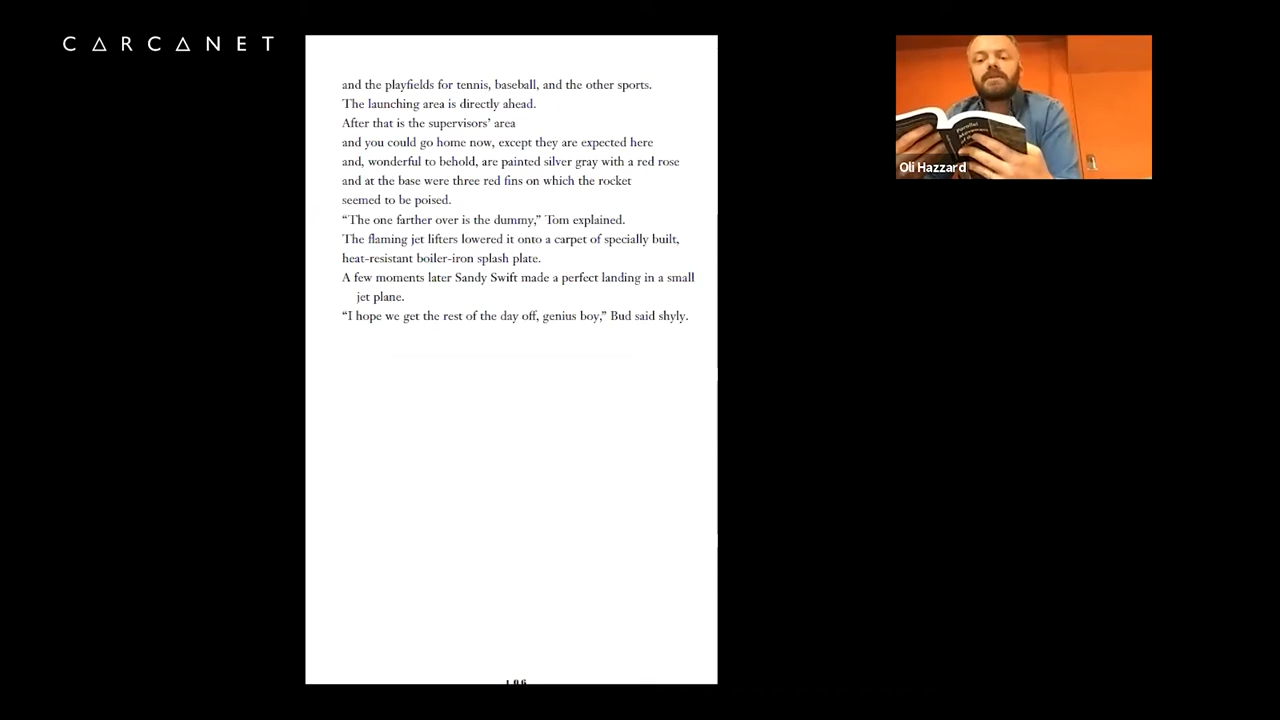 CARCANET
and the playfields for tennis, baseball, and the other sports.
The launching area is directly ahead.
After that is the supervisors’ area
and you could go home now, except they are expected here
and, wonderful to behold, are painted silver gray with a red rose
and at the base were three red fins on which the rocket
seemed to be poised.
“The one farther over is the dummy,” Tom explained.
The flaming jet lifters lowered it onto a carpet of specially built,
heat-resistant boiler-iron splash plate.
A few moments later Sandy Swift made a perfect landing in a small
jet plane.
“I hope we get the rest of the day off, genius boy,” Bud said shyly.
Parallel
Movement
of the
Oli Hazzard